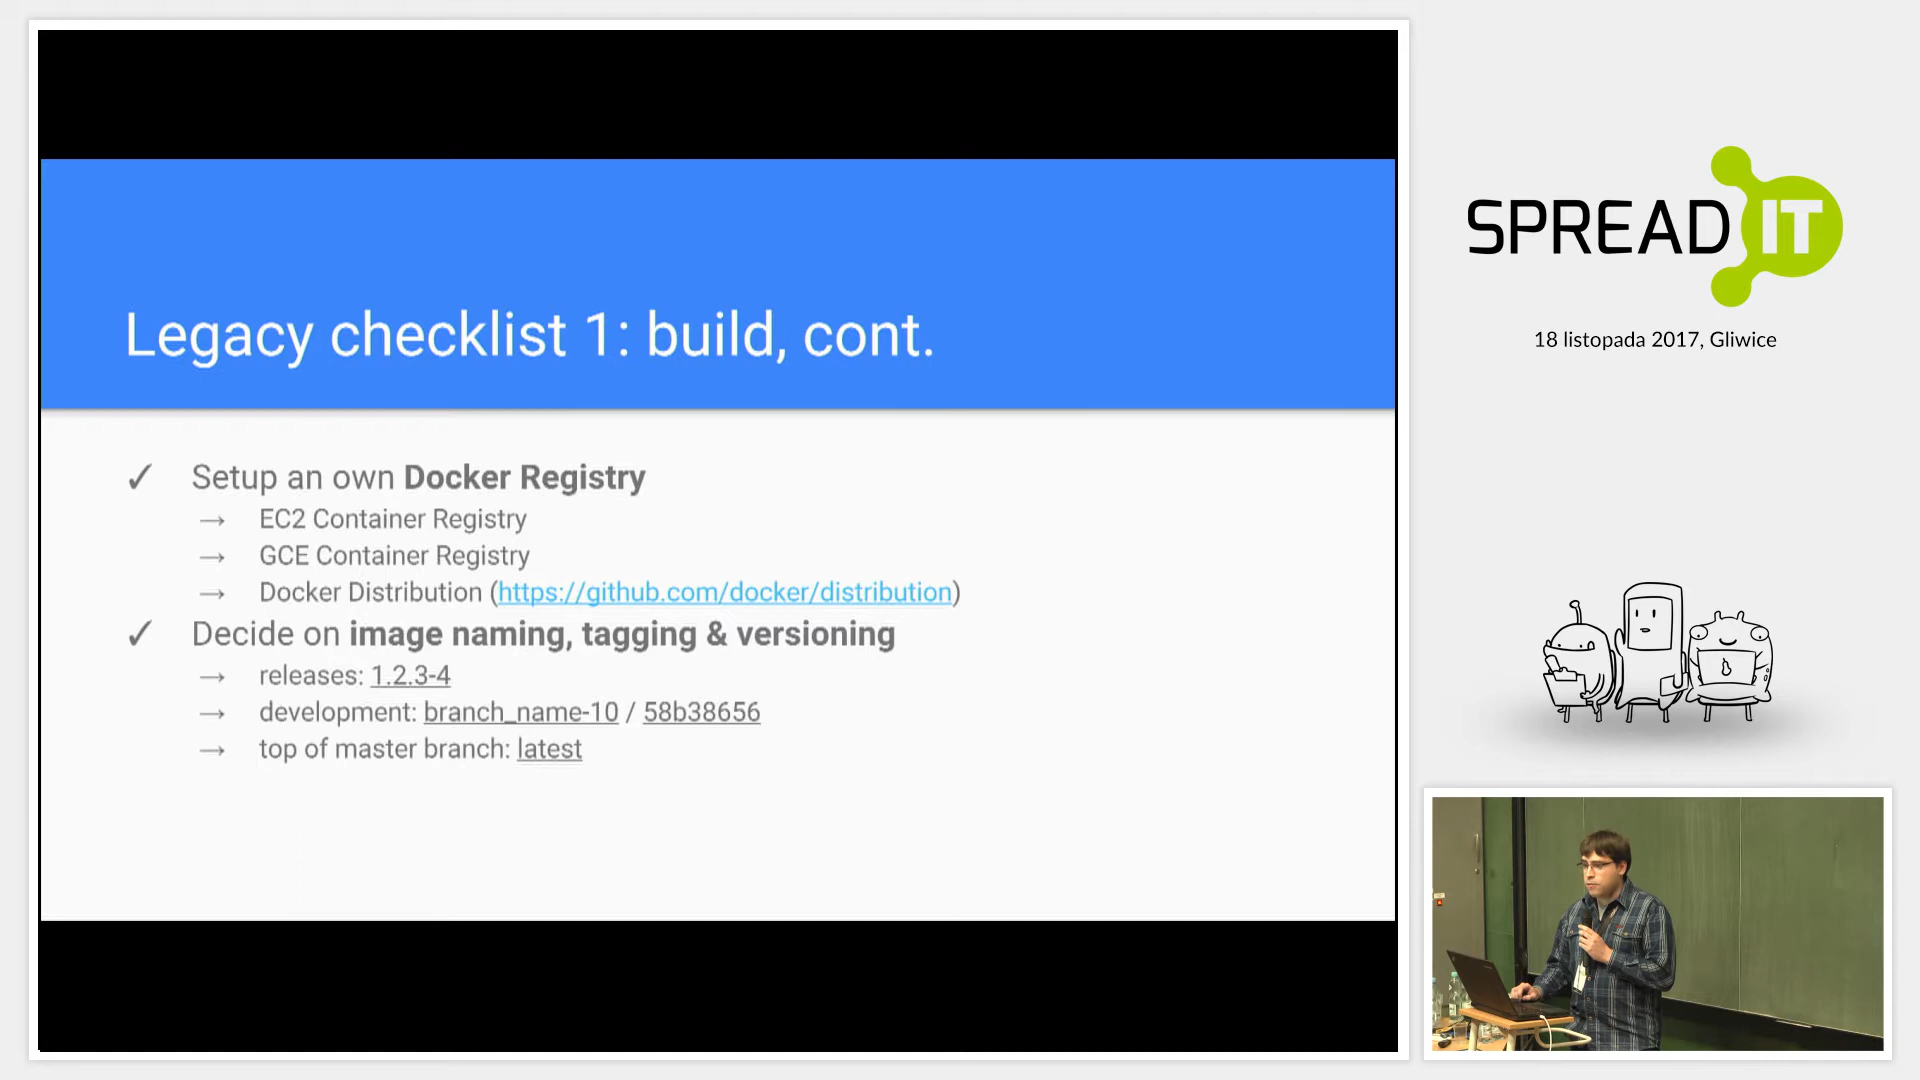 Legacy checklist 1: build, cont.
✓ Setup an own Docker Registry
→ EC2 Container Registry
→ GCE Container Registry
→ Docker Distribution (https://github.com/docker/distribution)
✓ Decide on image naming, tagging & versioning
→ releases: 1.2.3-4
→ development: branch_name-10 / 58b38656
→ top of master branch: latest
SPREAD IT
18 listopada 2017, Gliwice